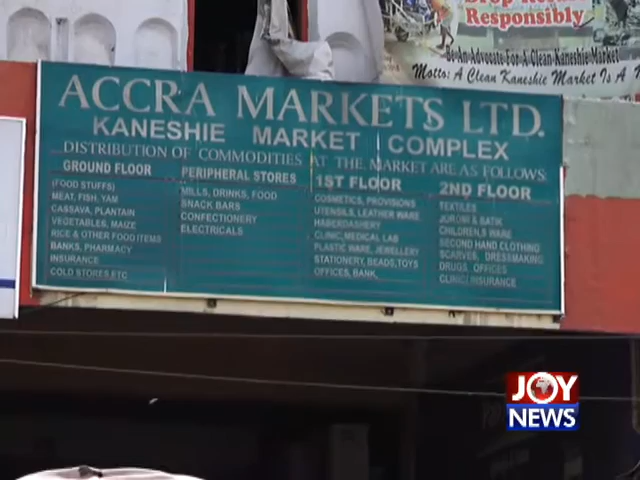 Drop Refuse
Responsibly
Be An Advocate For A Clean Kaneshie Market
Motto: A Clean Kaneshie Market Is A
ACCRA MARKETS LTD.
KANESHIE MARKET COMPLEX
DISTRIBUTION OF COMMODITIES AT THE MARKET ARE AS FOLLOWS:
GROUND FLOOR
(FOOD STUFFS)
MEAT, FISH, YAM
CASSAVA, PLANTAIN
VEGETABLES, MAIZE
RICE & OTHER FOOD ITEMS
BANKS, PHARMACY
INSURANCE
COLD STORES, ETC
PERIPHERAL STORES
MILLS, DRINKS, FOOD
SNACK BARS
CONFECTIONERY
ELECTRICALS
1ST FLOOR
COSMETICS, PROVISIONS
UTENSILS, LEATHER WARE
HABERDASHERY
CLINIC, MEDICAL LAB
PLASTIC WARE, JEWELLERY
STATIONERY, BEADS, TOYS
OFFICES, BANK,
2ND FLOOR
TEXTILES
& BATIK
CHILDREN'S WARE
SECOND HAND CLOTHING
SCARVES, DRESSMAKING
DRUGS, OFFICES
CLINIC, INSURANCE
JOY
NEWS